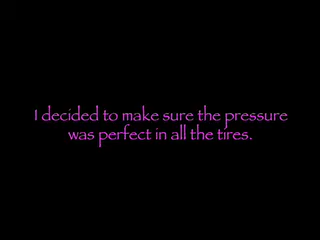 I decided to make sure the pressure
was perfect in all the tires.